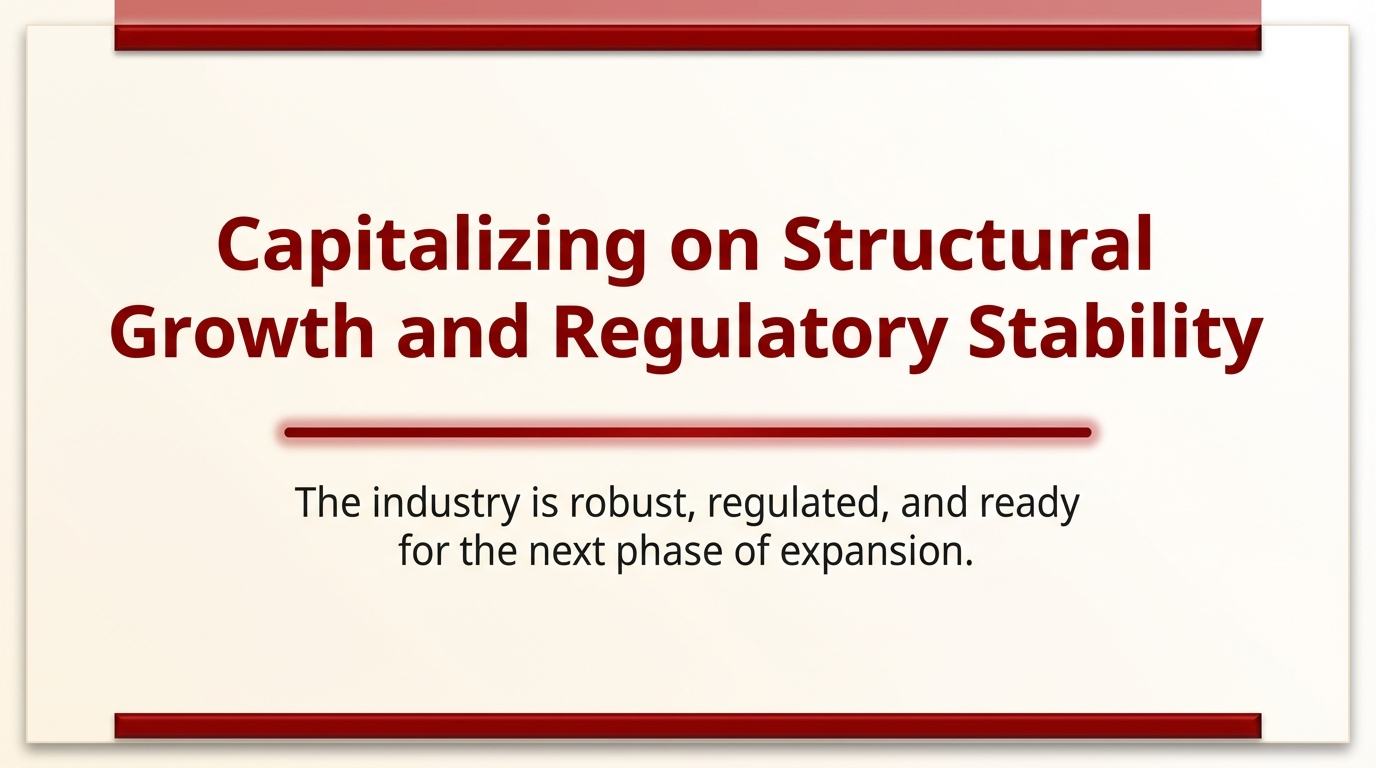 Capitalizing on Structural
Growth and Regulatory Stability
The industry is robust, regulated, and ready
for the next phase of expansion.